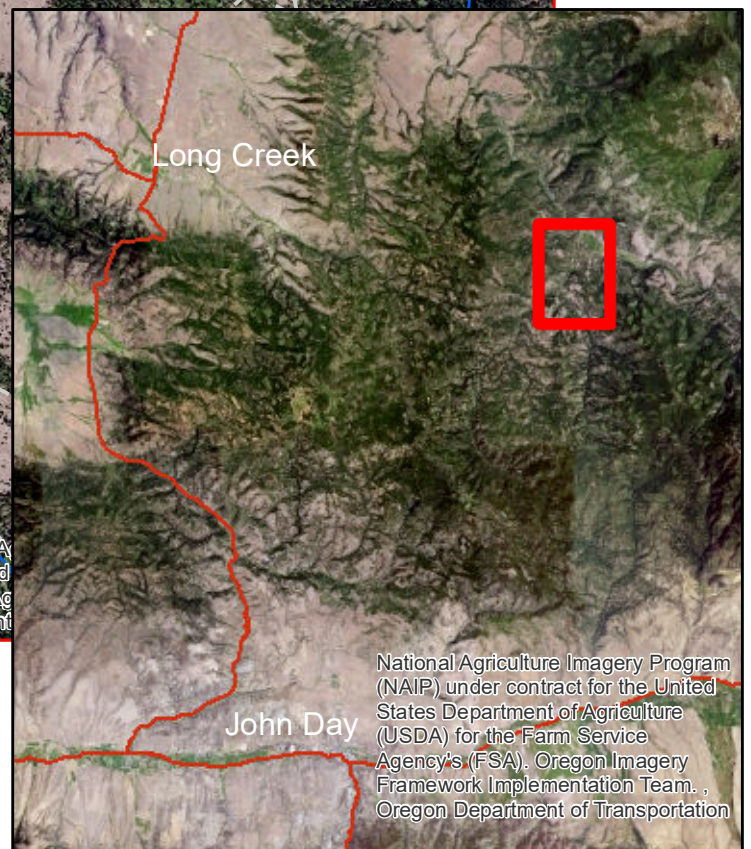 Long Creek
John Day
National Agriculture Imagery Program
(NAIP) under contract for the United
States Department of Agriculture
(USDA) for the Farm Service
Agency's (FSA). Oregon Imagery
Framework Implementation Team. ,
Oregon Department of Transportation